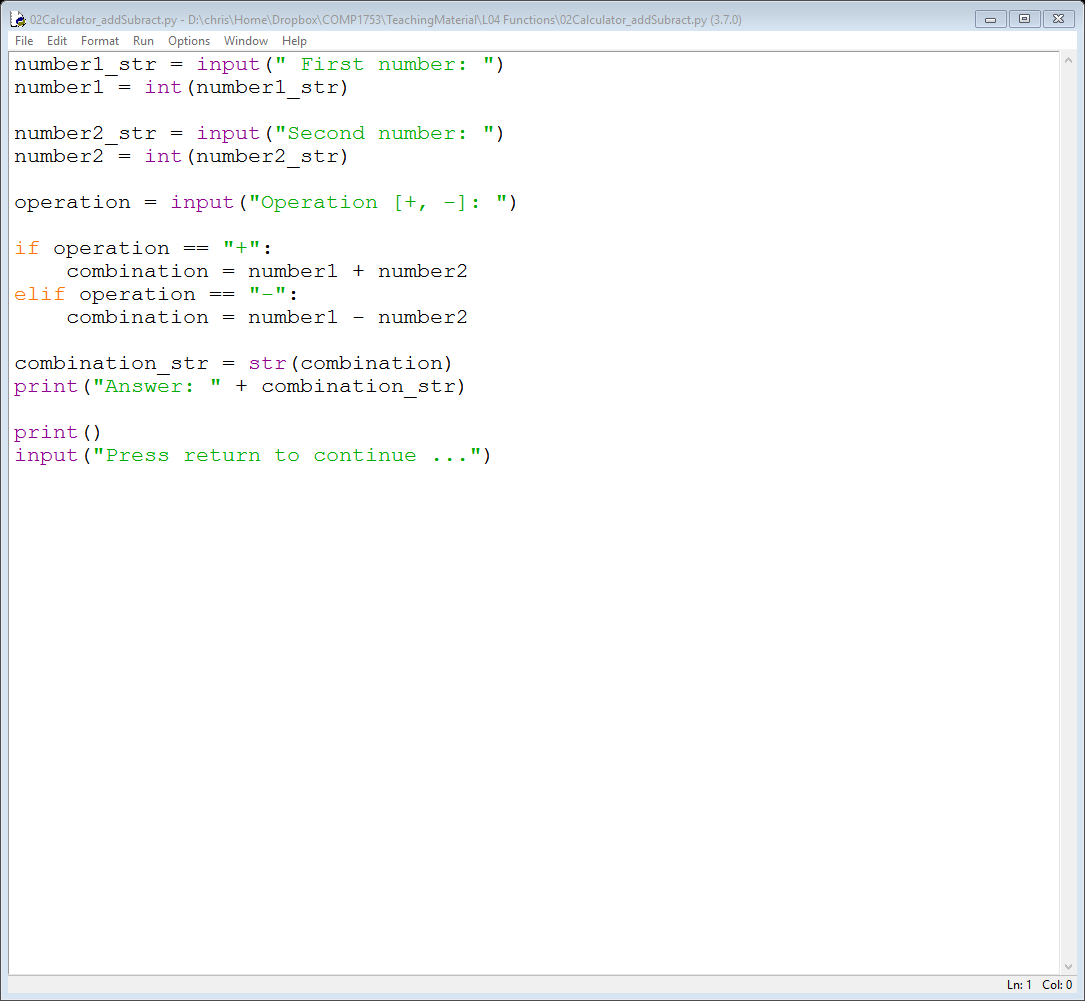 02Calculator_addSubract.py - D:\chris\Home\Dropbox\COMP1753\TeachingMaterial\L04 Functions\02Calculator_addSubract.py (3.7.0)
File Edit Format Run Options Window Help
number1_str = input(" First number: ")
number1 = int(number1_str)
number2_str = input("Second number: ")
number2 = int(number2_str)
operation = input("Operation [+, -]: ")
if operation == "+":
    combination = number1 + number2
elif operation == "-":
    combination = number1 - number2
combination_str = str(combination)
print("Answer: " + combination_str)
print()
input("Press return to continue ...")
Ln: 1 Col: 0